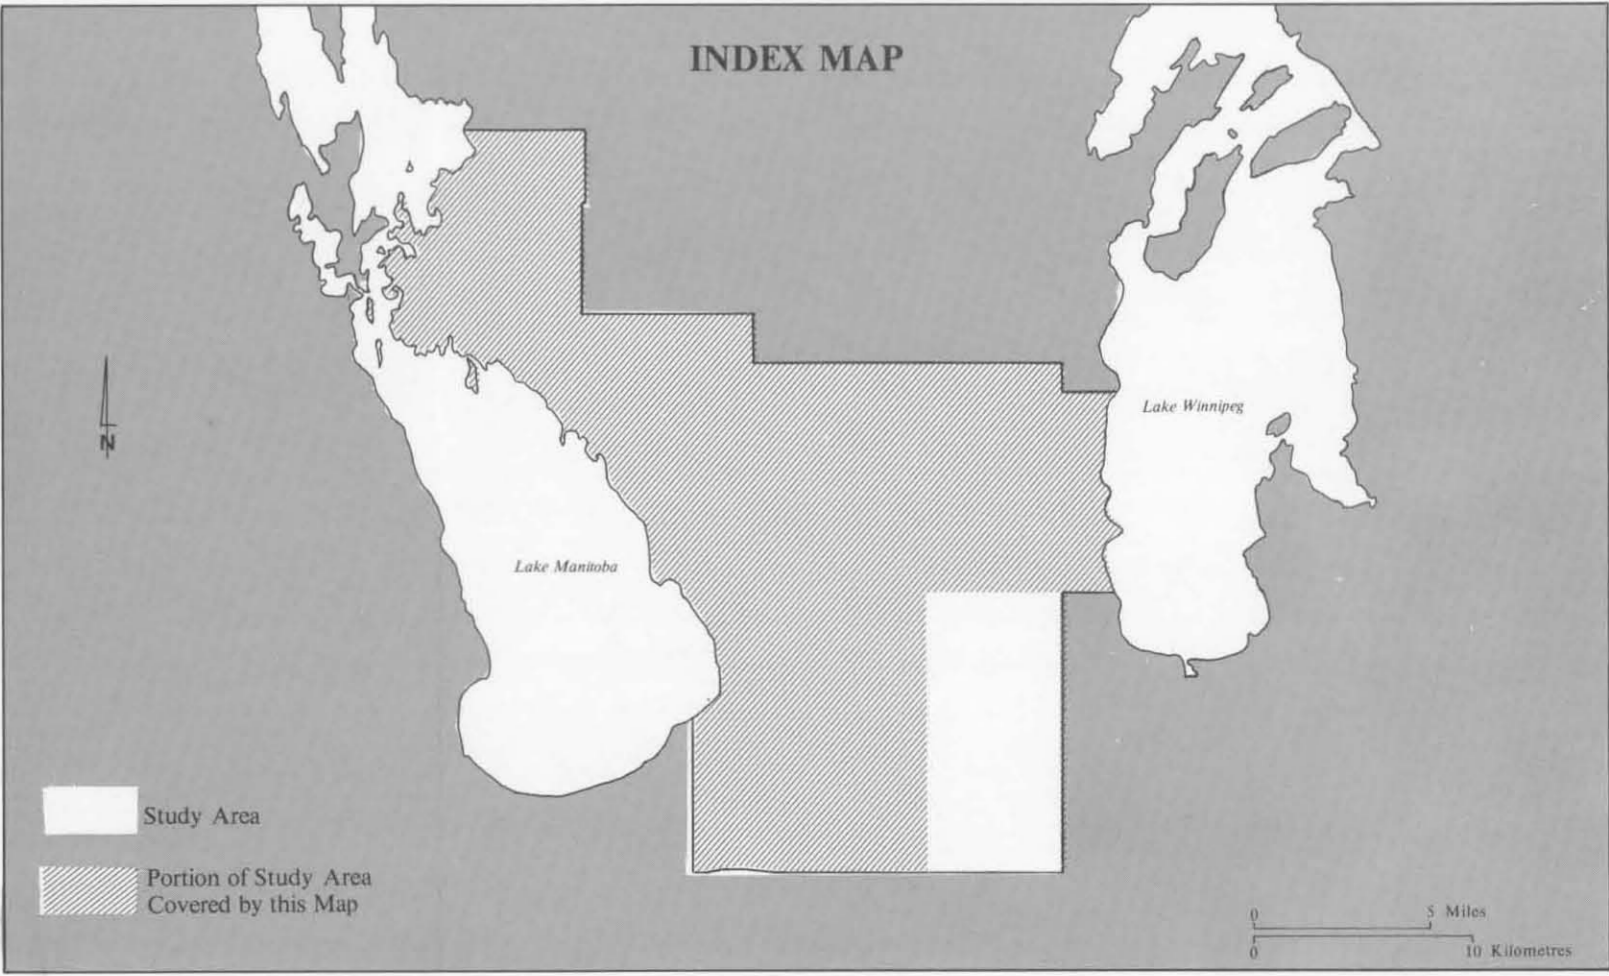 INDEX MAP
Lake Winnipeg
N
Lake Manitoba
Study Area
Portion of Study Area
Covered by this Map
0 5 Miles
0 10 Kilometres